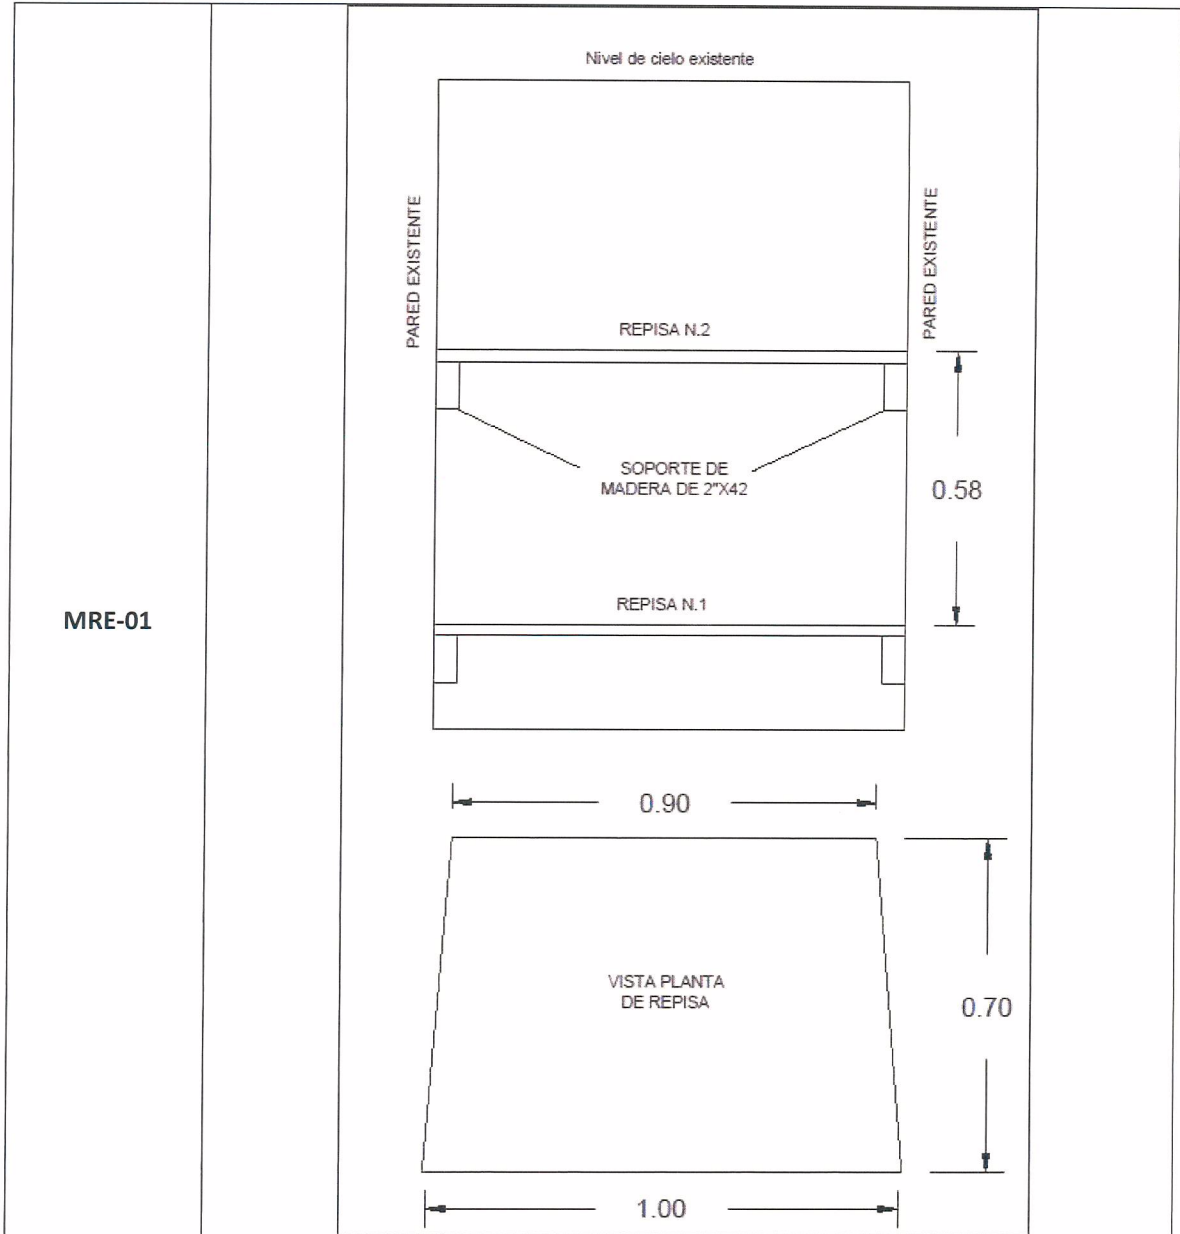 Nivel de cielo existente
PARED EXISTENTE
PARED EXISTENTE
REPISA N.2
SOPORTE DE
MADERA DE 2"X42
0.58
REPISA N.1
MRE-01
0.90
VISTA PLANTA
DE REPISA
0.70
1.00